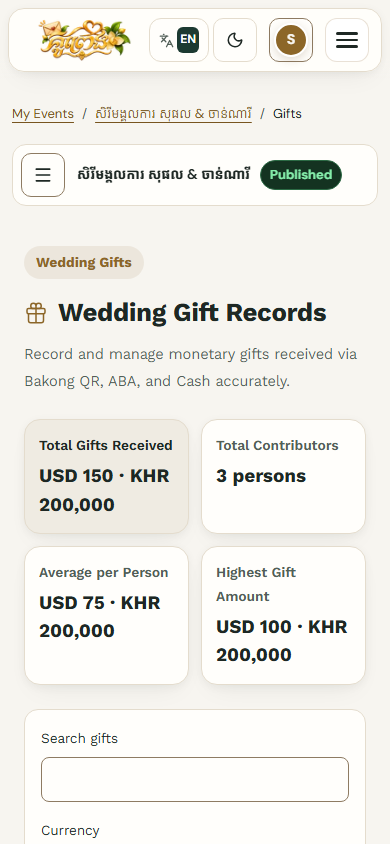 EN
S
My Events / សិរីមង្គលការ សុផល & ចាន់ណារី / Gifts
សិរីមង្គលការ សុផល & ចាន់ណារី Published
Wedding Gifts
Wedding Gift Records
Record and manage monetary gifts received via
Bakong QR, ABA, and Cash accurately.
Total Gifts Received
USD 150 · KHR
200,000
Total Contributors
3 persons
Average per Person
USD 75 · KHR
200,000
Highest Gift
Amount
USD 100 · KHR
200,000
Search gifts
Currency